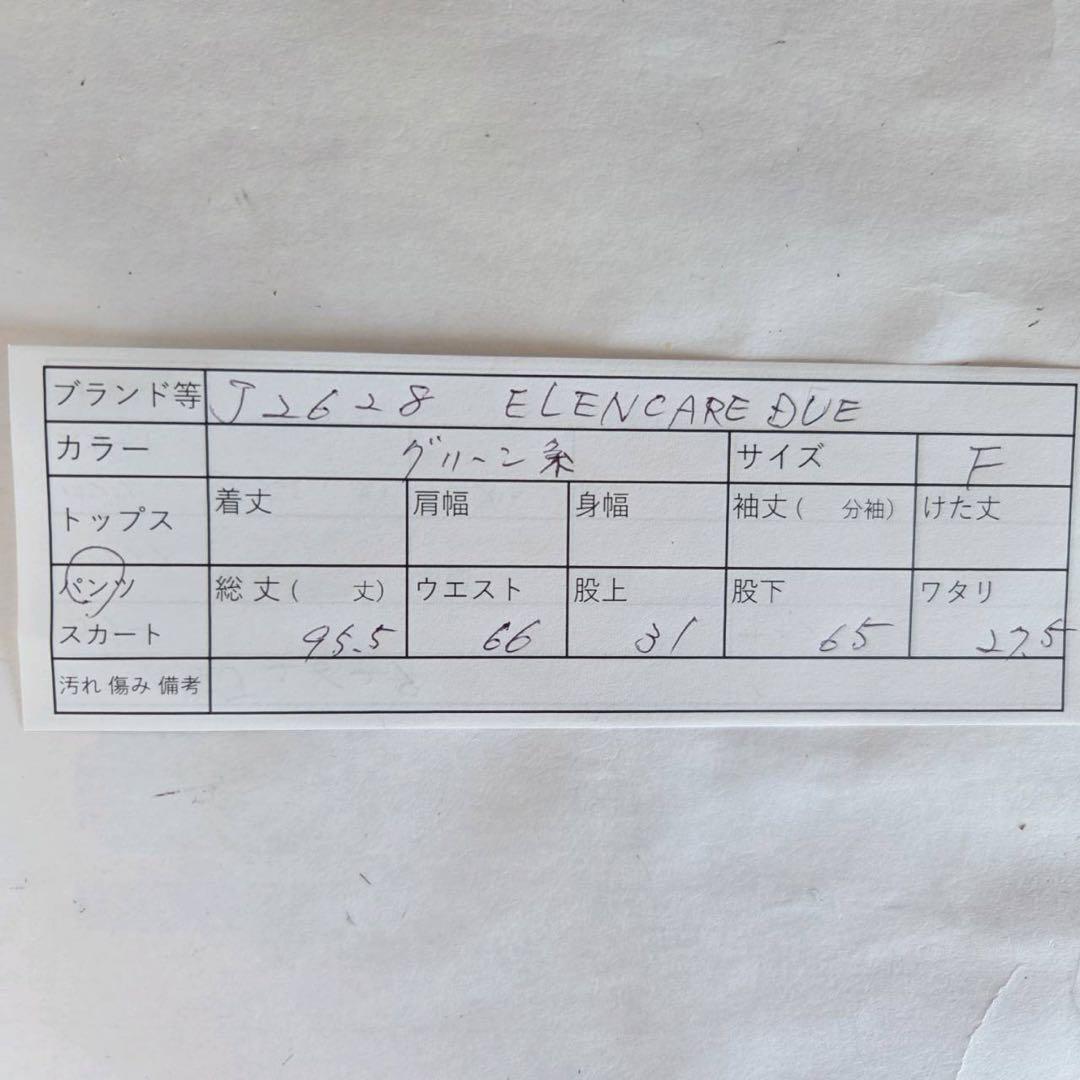 ブランド等 J2628 ELENCARE DUE
カラー グリーン系 サイズ F
トップス 着丈 肩幅 身幅 袖丈( 分袖) けた丈
パンツ 総丈( 丈) ウエスト 股上 股下 ワタリ
スカート 95.5 66 31 65 27.5
汚れ 傷み 備考